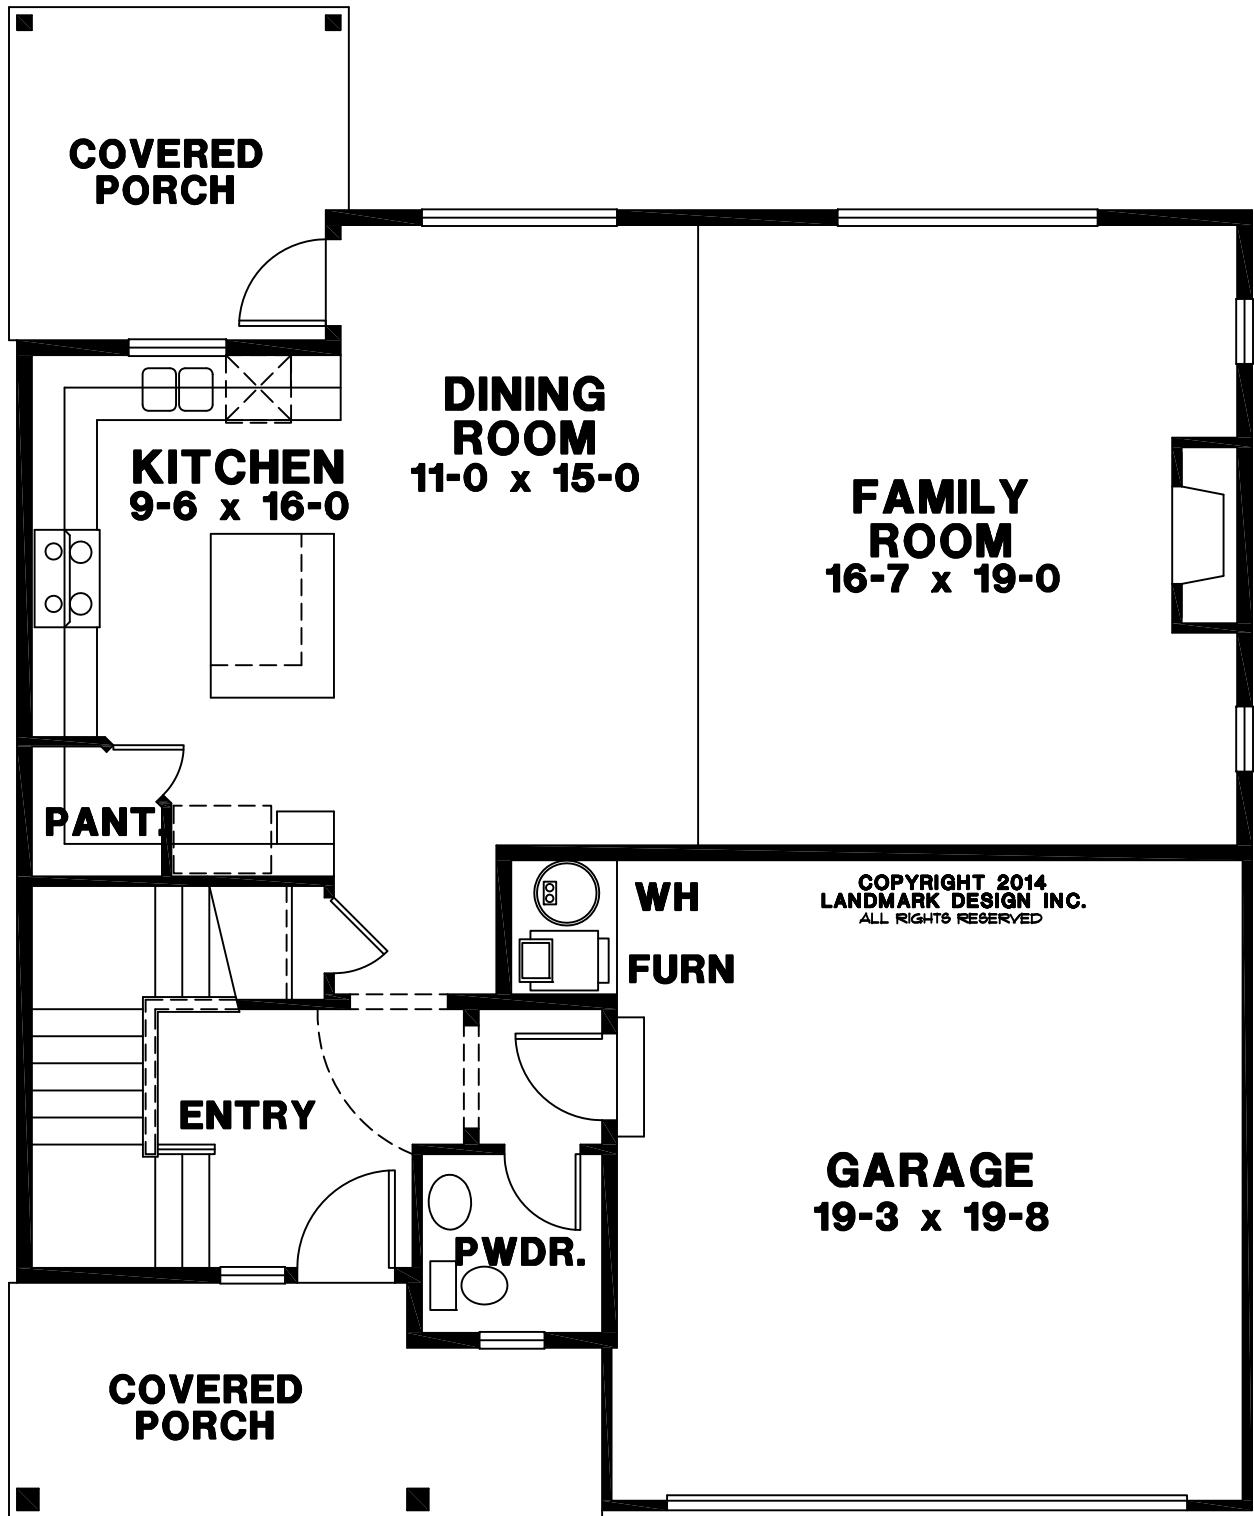 COVERED
PORCH
DINING
ROOM
11-0 x 15-0
KITCHEN
9-6 x 16-0
FAMILY
ROOM
16-7 x 19-0
PANT.
WH
FURN
COPYRIGHT 2014
LANDMARK DESIGN INC.
ALL RIGHTS RESERVED
ENTRY
GARAGE
19-3 x 19-8
PWDR.
COVERED
PORCH